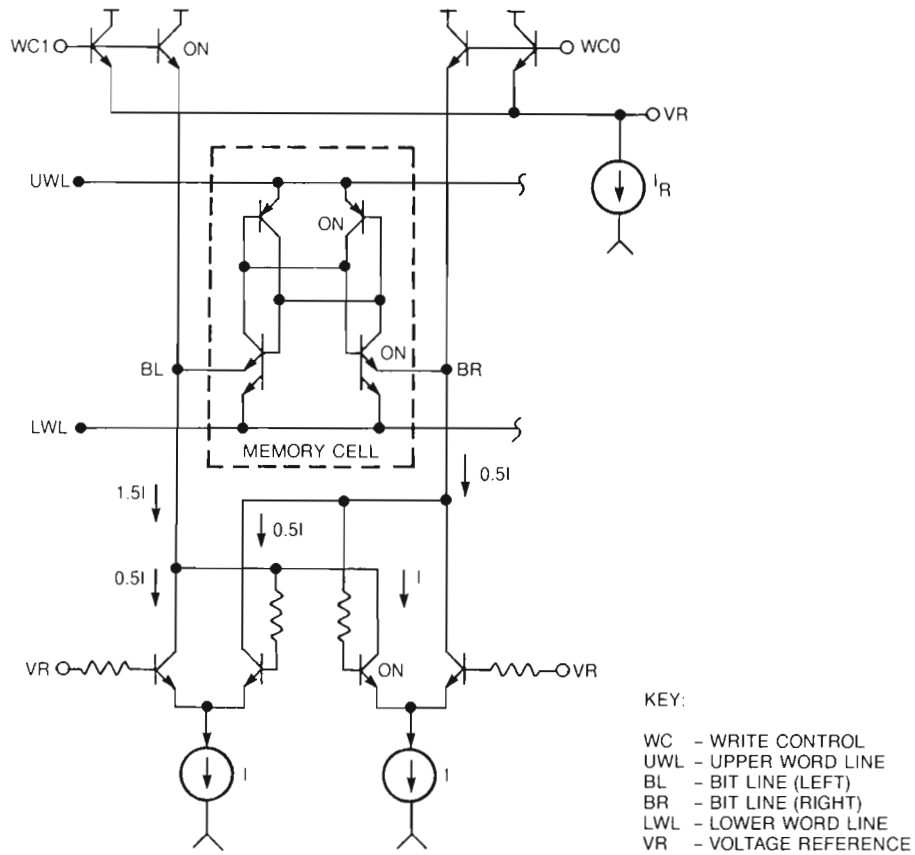 WC1
ON
WC0
VR
UWL
I R
ON
ON
BL
BR
LWL
MEMORY CELL
0.5I
1.5I
0.5I
0.5I
I
VR
ON
VR
I
I
KEY:
WC – WRITE CONTROL
UWL – UPPER WORD LINE
BL – BIT LINE (LEFT)
BR – BIT LINE (RIGHT)
LWL – LOWER WORD LINE
VR – VOLTAGE REFERENCE